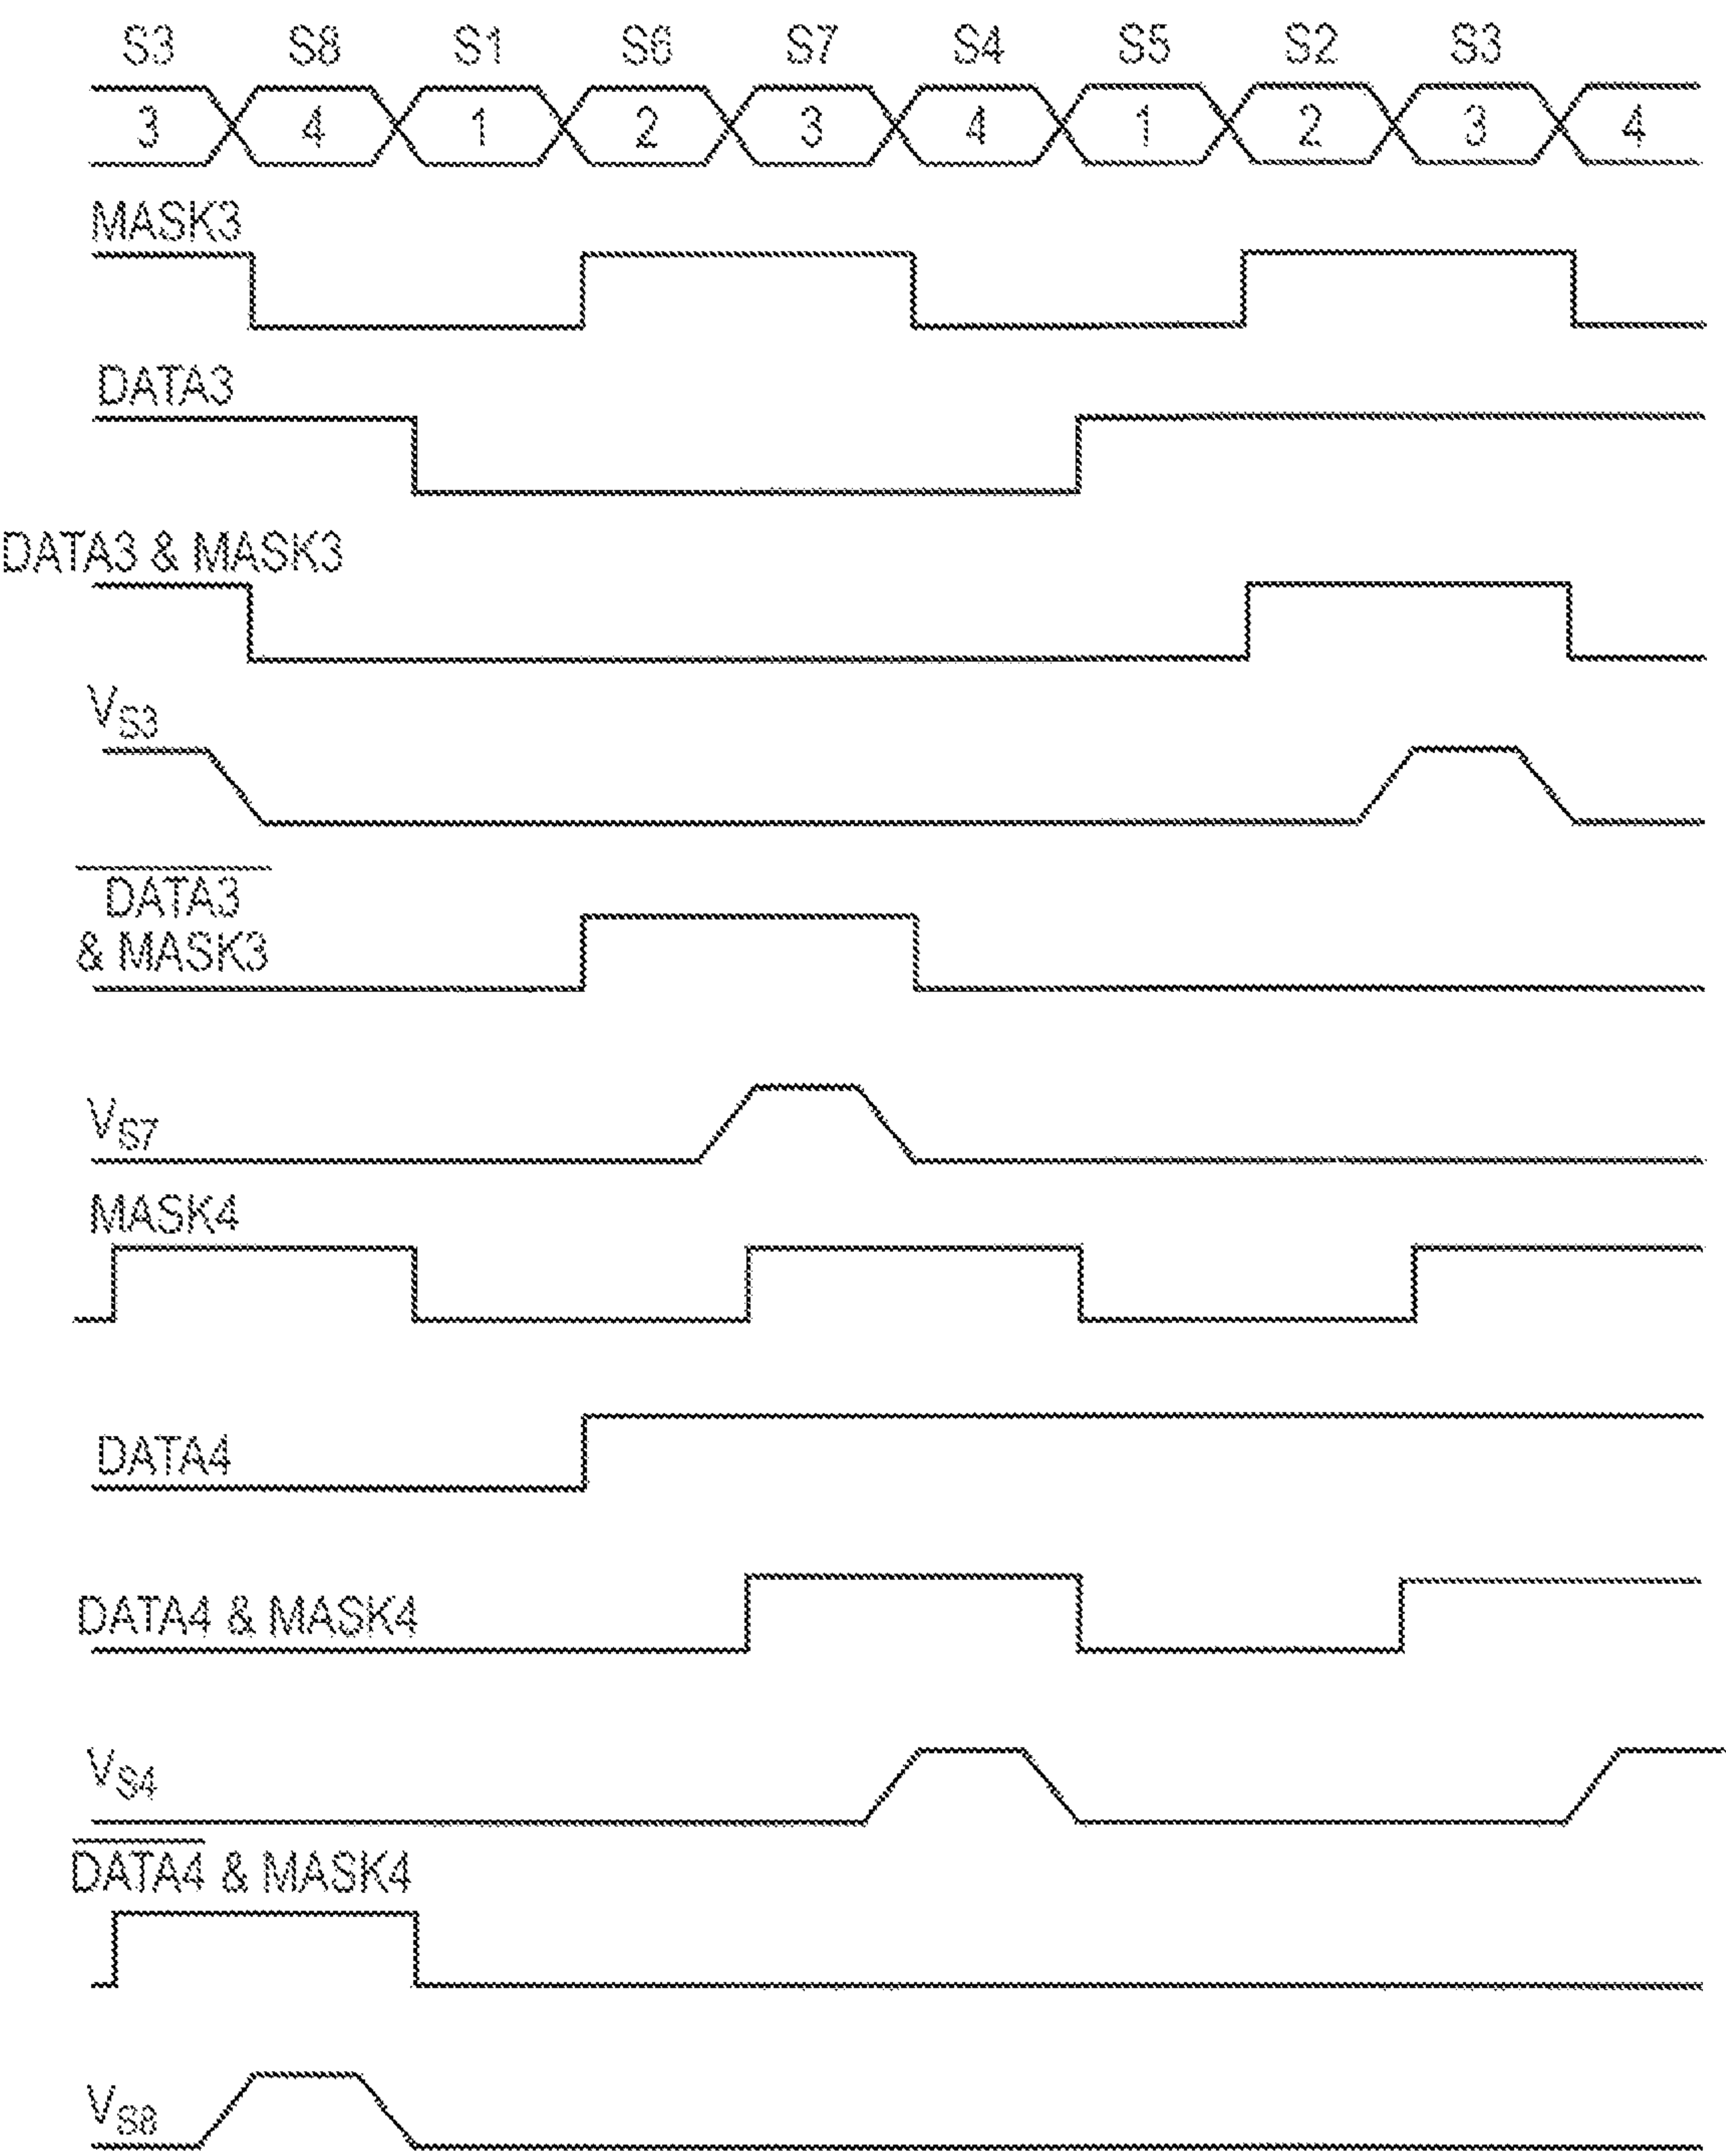 S3 S8 S1 S6 S7 S4 S5 S2 S3
3 4 1 2 3 4 1 2 3 4
MASK3
DATA3
DATA3 & MASK3
VS3
DATA3
& MASK3
VS7
MASK4
DATA4
DATA4 & MASK4
VS4
DATA4 & MASK4
VS8